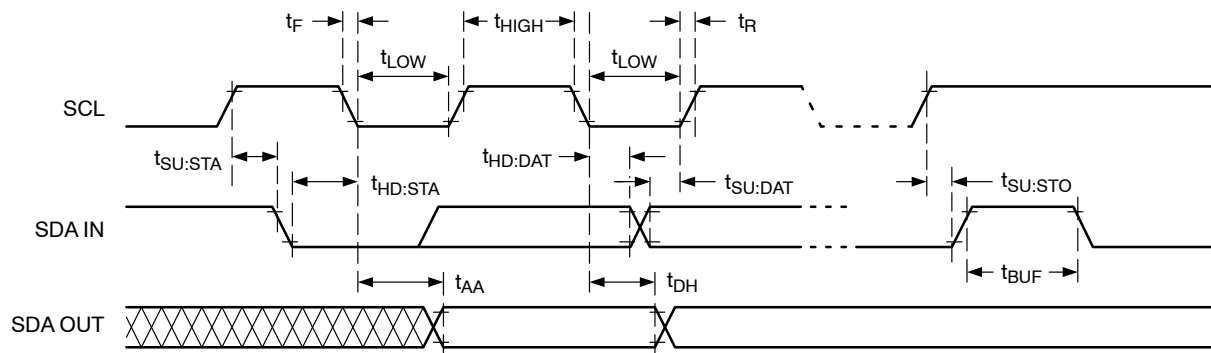 tF
tHIGH
tR
tLOW
tLOW
SCL
tSU:STA
tHD:STA
tHD:DAT
tSU:DAT
tSU:STO
SDA IN
tBUF
tAA
tDH
SDA OUT